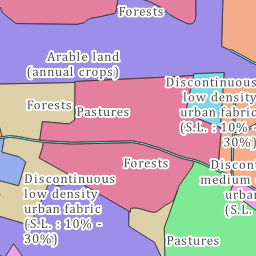 Forests
Arable land
(annual crops)
Discontinuous
low density
urban fabric
(S.L. : 10% -
30%)
Forests
Pastures
Forests
Discont
medium
urba
(S.L.
Discontinuous
low density
urban fabric
(S.L. : 10% -
30%)
Pastures